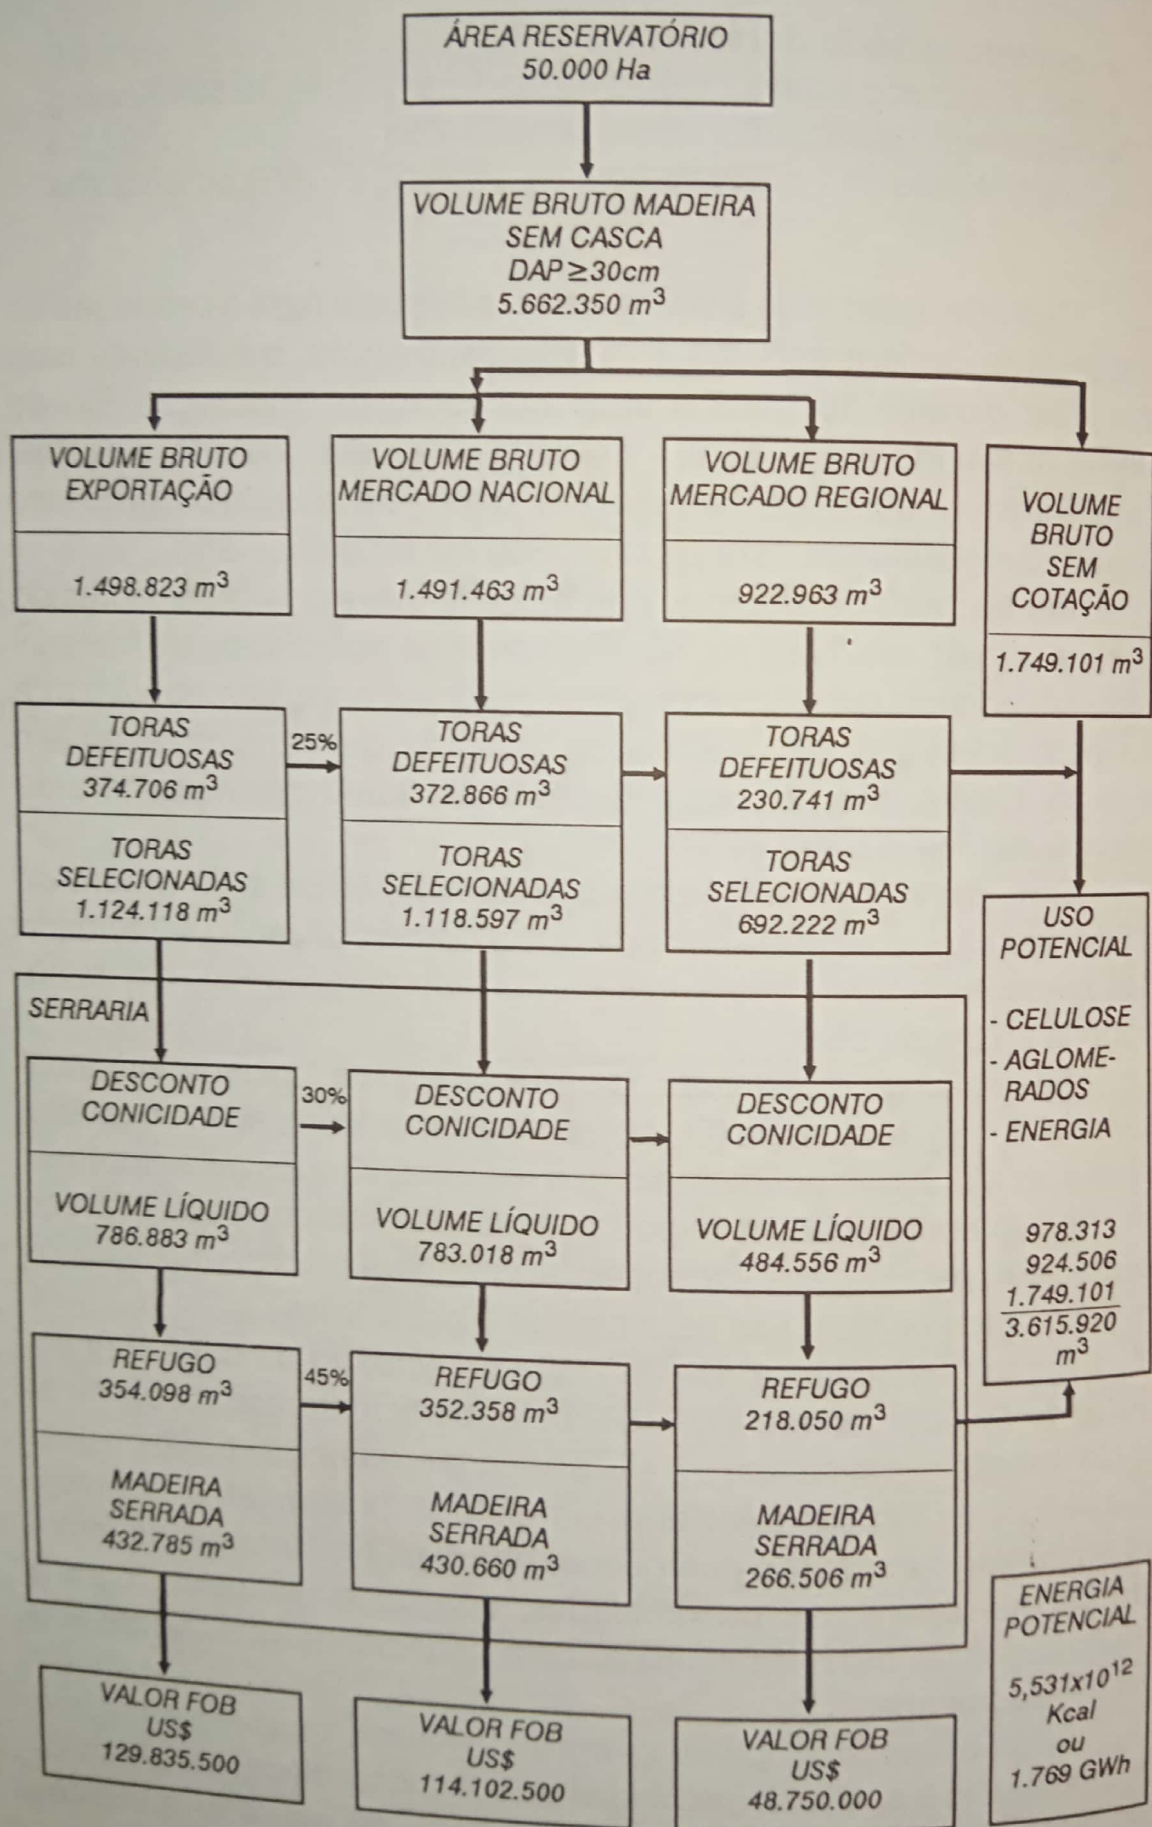 ÁREA RESERVATÓRIO
50.000 Ha
VOLUME BRUTO MADEIRA
SEM CASCA
DAP ≥30cm
5.662.350 m³
VOLUME BRUTO
EXPORTAÇÃO
1.498.823 m³
VOLUME BRUTO
MERCADO NACIONAL
1.491.463 m³
VOLUME BRUTO
MERCADO REGIONAL
922.963 m³
VOLUME
BRUTO
SEM
COTAÇÃO
1.749.101 m³
TORAS
DEFEITUOSAS
374.706 m³
TORAS
SELECIONADAS
1.124.118 m³
25%
TORAS
DEFEITUOSAS
372.866 m³
TORAS
SELECIONADAS
1.118.597 m³
TORAS
DEFEITUOSAS
230.741 m³
TORAS
SELECIONADAS
692.222 m³
USO
POTENCIAL
- CELULOSE
- AGLOME-
RADOS
- ENERGIA
978.313
924.506
1.749.101
3.615.920
m³
SERRARIA
DESCONTO
CONICIDADE
VOLUME LÍQUIDO
786.883 m³
30%
DESCONTO
CONICIDADE
VOLUME LÍQUIDO
783.018 m³
DESCONTO
CONICIDADE
VOLUME LÍQUIDO
484.556 m³
REFUGO
354.098 m³
MADEIRA
SERRADA
432.785 m³
45%
REFUGO
352.358 m³
MADEIRA
SERRADA
430.660 m³
REFUGO
218.050 m³
MADEIRA
SERRADA
266.506 m³
ENERGIA
POTENCIAL
5,531x10¹²
Kcal
ou
1.769 GWh
VALOR FOB
US$
129.835.500
VALOR FOB
US$
114.102.500
VALOR FOB
US$
48.750.000